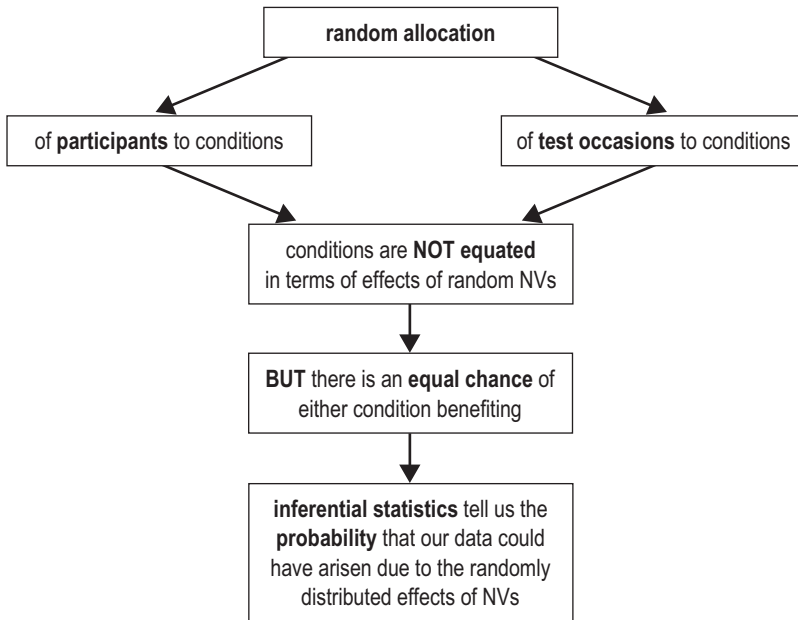 random allocation
of participants to conditions
of test occasions to conditions
conditions are NOT equated
in terms of effects of random NVs
BUT there is an equal chance of
either condition benefiting
inferential statistics tell us the
probability that our data could
have arisen due to the randomly
distributed effects of NVs